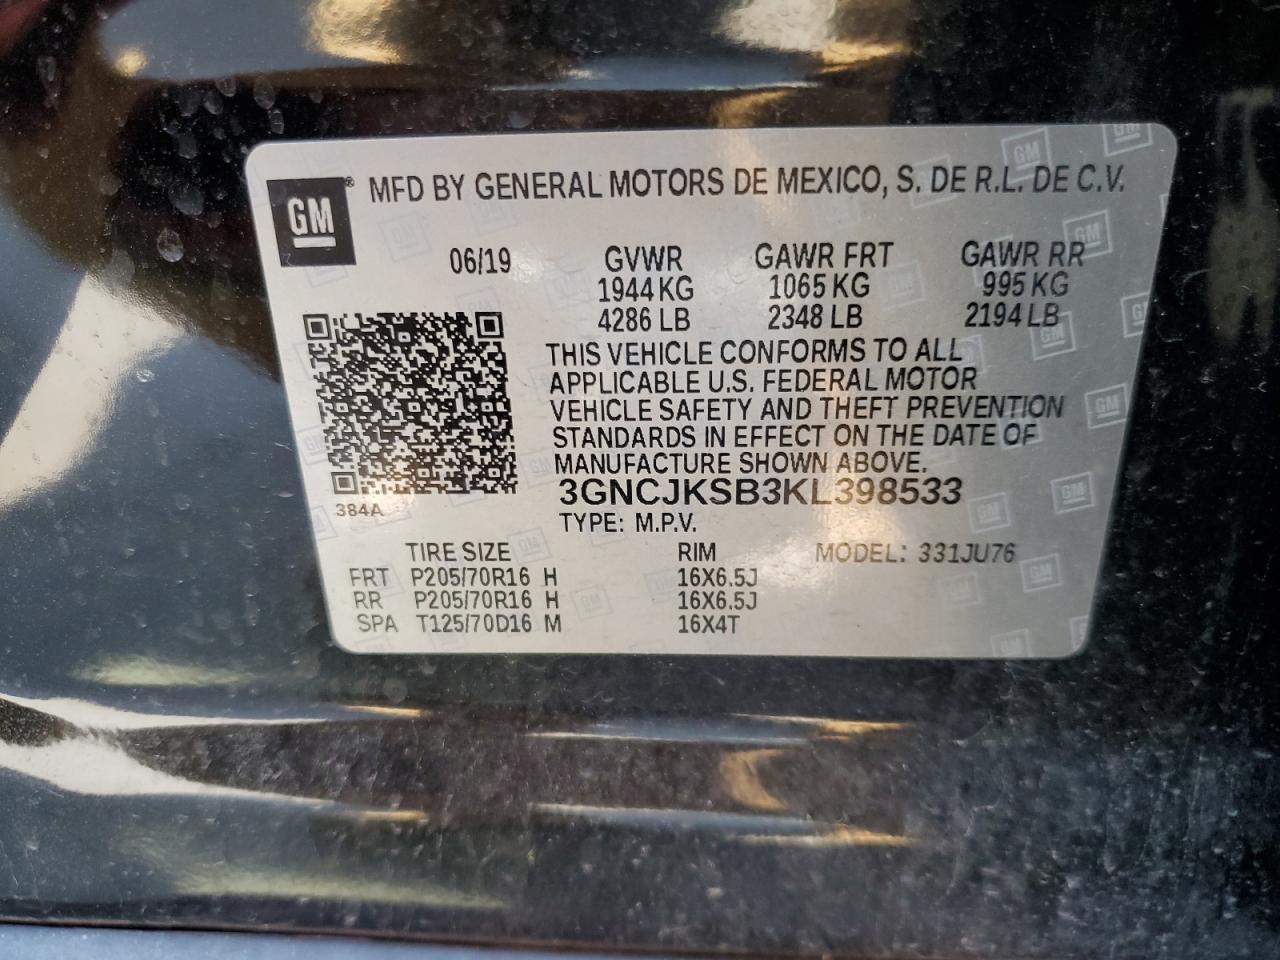 GM® MFD BY GENERAL MOTORS DE MEXICO, S. DE R.L. DE C.V.
06/19 GVWR GAWR FRT GAWR RR
1944 KG 1065 KG 995 KG
4286 LB 2348 LB 2194 LB
THIS VEHICLE CONFORMS TO ALL
APPLICABLE U.S. FEDERAL MOTOR
VEHICLE SAFETY AND THEFT PREVENTION
STANDARDS IN EFFECT ON THE DATE OF
MANUFACTURE SHOWN ABOVE.
3GNCJKSB3KL398533
384A
TYPE: M.P.V.
TIRE SIZE RIM MODEL: 331JU76
FRT P205/70R16 H 16X6.5J
RR P205/70R16 H 16X6.5J
SPA T125/70D16 M 16X4T